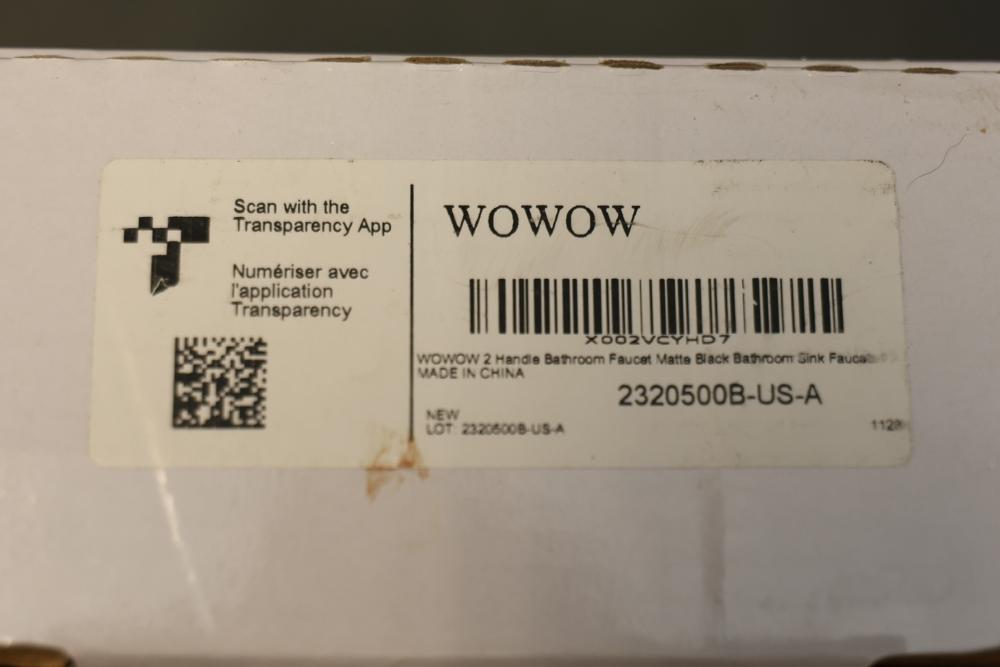 Scan with the
Transparency App
Numériser avec
l'application
Transparency
WOWOW
X002VCYHD7
WOWOW 2 Handle Bathroom Faucet Matte Black Bathroom Sink
MADE IN CHINA
2320500B-US-A
NEW
LOT: 2320500B-US-A